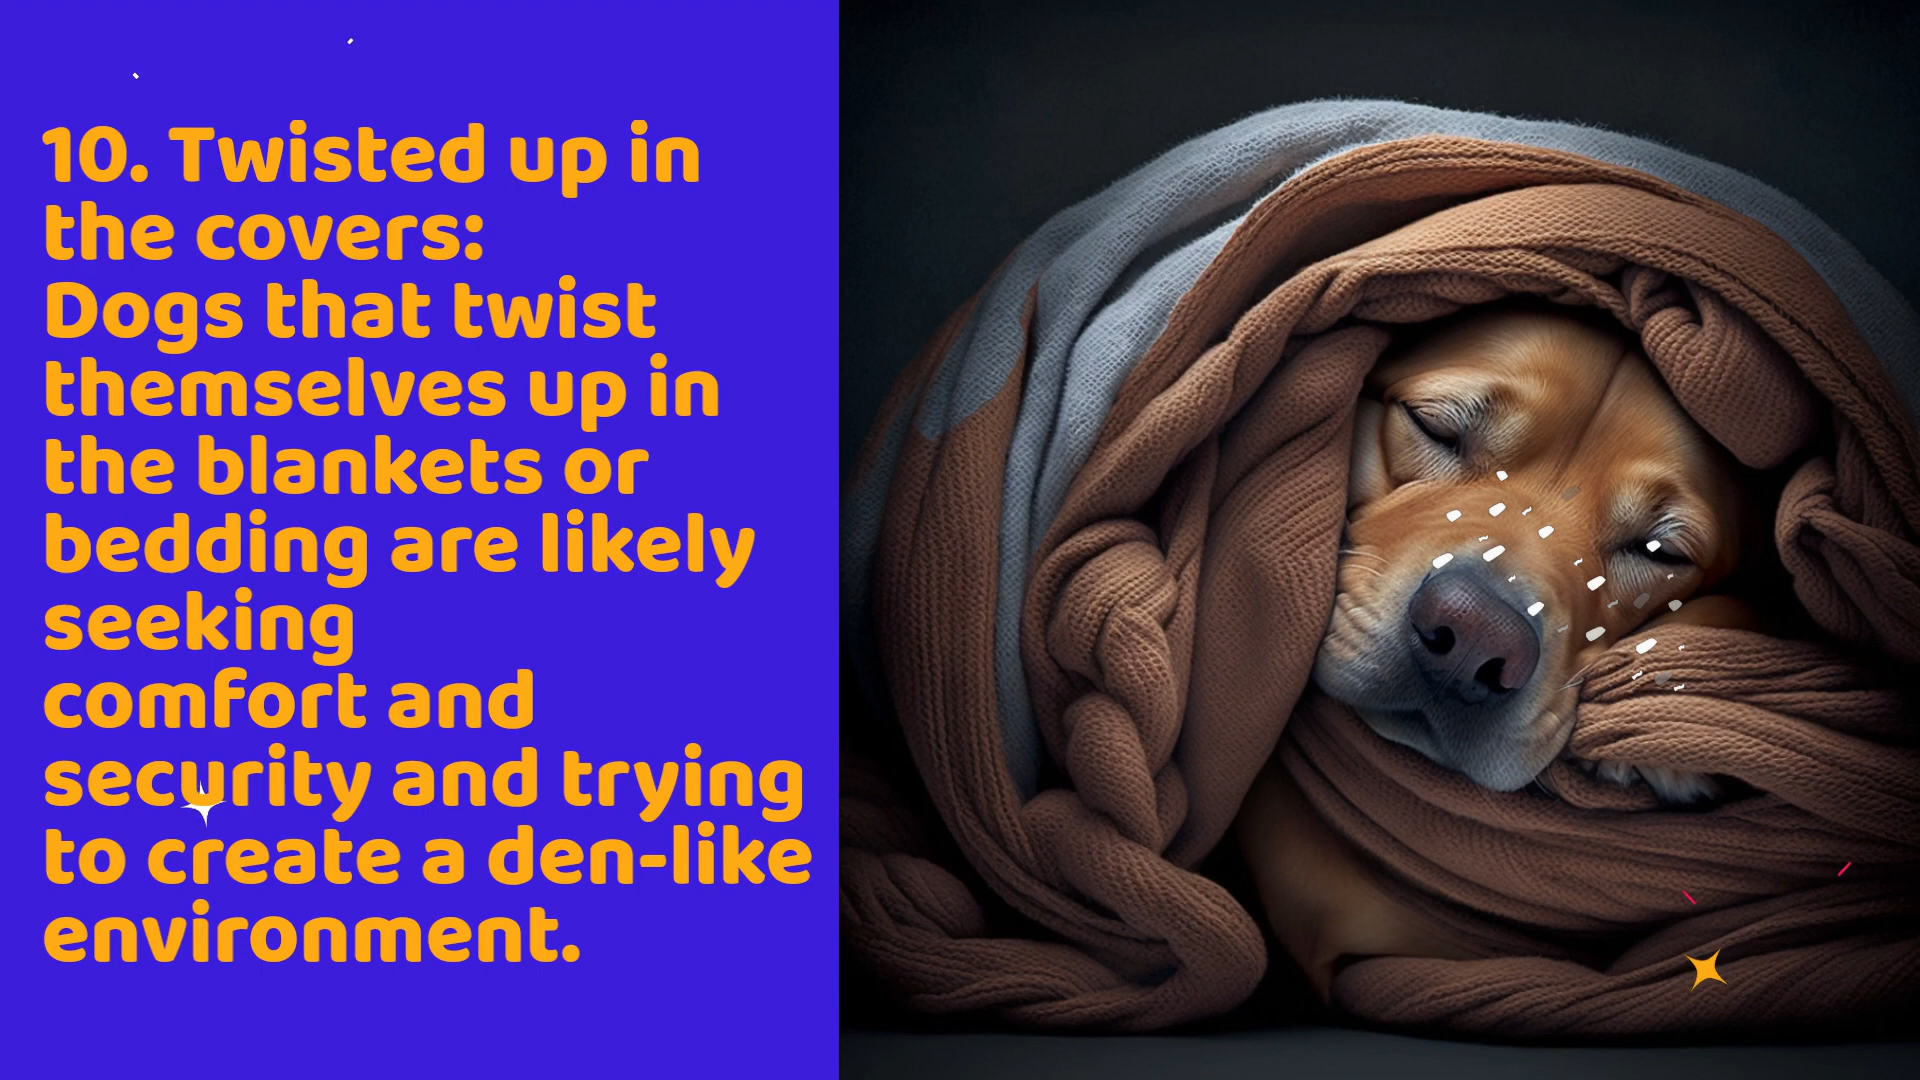 10. Twisted up in
the covers:
Dogs that twist
themselves up in
the blankets or
bedding are likely
seeking
comfort and
security and trying
to create a den-like
environment.